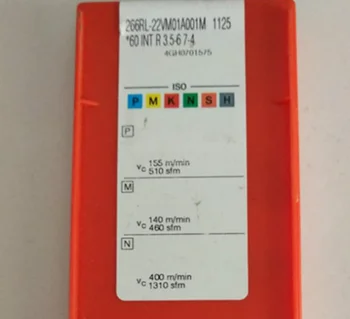 266RL-22VM01A001M 1125
*60 INT R 3.5-6 7-4
ISO
P M K N S H
P
vc 155 m/min
510 sfm
M
vc 140 m/min
460 sfm
N
vc 400 m/min
1310 sfm